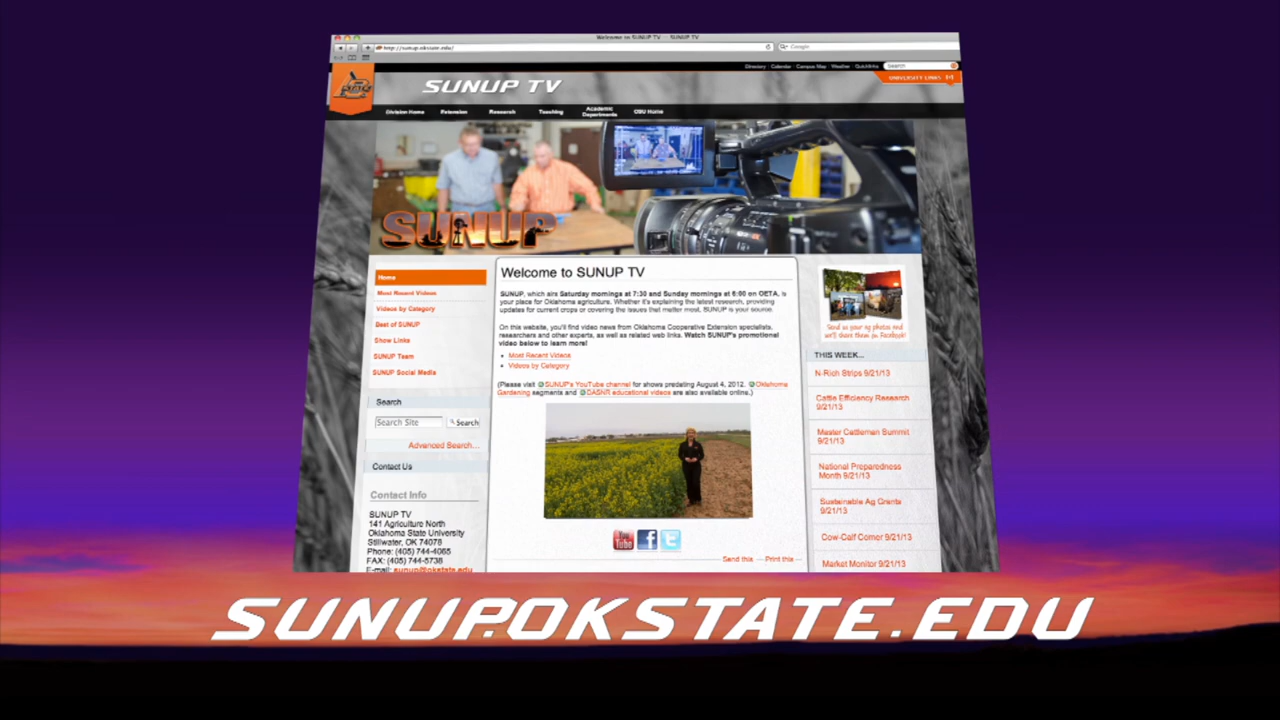 Welcome to SUNUP TV SUNUP TV
http://sunup.okstate.edu/
Google
Directory Calendar Campus Map Weather Quicklinks Search
SUNUP TV
UNIVERSITY LINKS
Division Home Extension Research Teaching Academic Departments OSU Home
SUNUP
Home
Most Recent Videos
Videos by Category
Best of SUNUP
Show Links
SUNUP Team
SUNUP Social Media
Search
Search Site Search
Advanced Search...
Contact Us
Contact Info
SUNUP TV
141 Agriculture North
Oklahoma State University
Stillwater, OK 74078
Phone: (405) 744-4065
FAX: (405) 744-5738
E-mail: sunup@okstate.edu
Welcome to SUNUP TV
SUNUP, which airs Saturday mornings at 7:30 and Sunday mornings at 6:00 on OETA, is
your place for Oklahoma agriculture. Whether it's explaining the latest research, providing
updates for current crops or covering the issues that matter most, SUNUP is your source.
On this website, you'll find video news from Oklahoma Cooperative Extension specialists,
researchers and other experts, as well as related web links. Watch SUNUP's promotional
video below to learn more!
• Most Recent Videos
• Videos by Category
(Please visit SUNUP's YouTube channel for shows predating August 4, 2012. Oklahoma
Gardening segments and DASNR educational videos are also available online.)
You Tube
Send this Print this
Send us your ag photos and
we'll share them on Facebook!
THIS WEEK...
N-Rich Strips 9/21/13
Cattle Efficiency Research
9/21/13
Master Cattleman Summit
9/21/13
National Preparedness
Month 9/21/13
Sustainable Ag Grants
9/21/13
Cow-Calf Corner 9/21/13
Market Monitor 9/21/13
SUNUP.OKSTATE.EDU